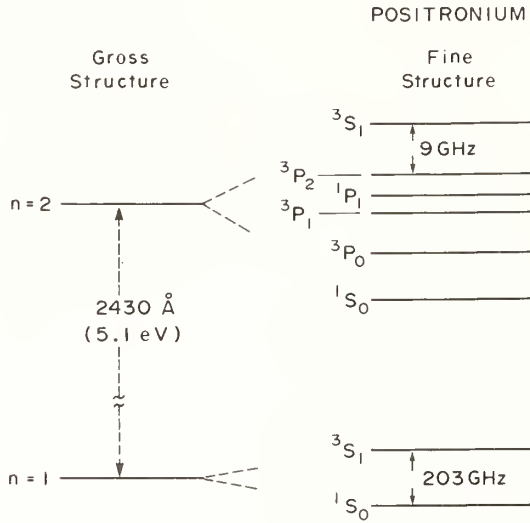 POSITRONIUM
Gross
Structure
Fine
Structure
³S₁
9 GHz
³P₂
¹P₁
n = 2
³P₁
³P₀
¹S₀
2430 Å
(5.1 eV)
³S₁
n = 1
203 GHz
¹S₀